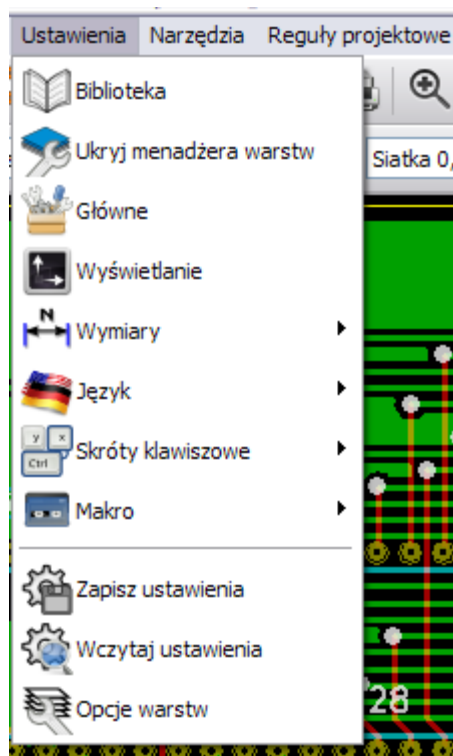 Ustawienia Narzędzia Reguły projektowe
Biblioteka
Ukryj menadżera warstw
Siatka 0,
Główne
Wyświetlanie
N
Wymiary
Język
y x
Ctrl
Skróty klawiszowe
Makro
Zapisz ustawienia
Wczytaj ustawienia
Opcje warstw
28